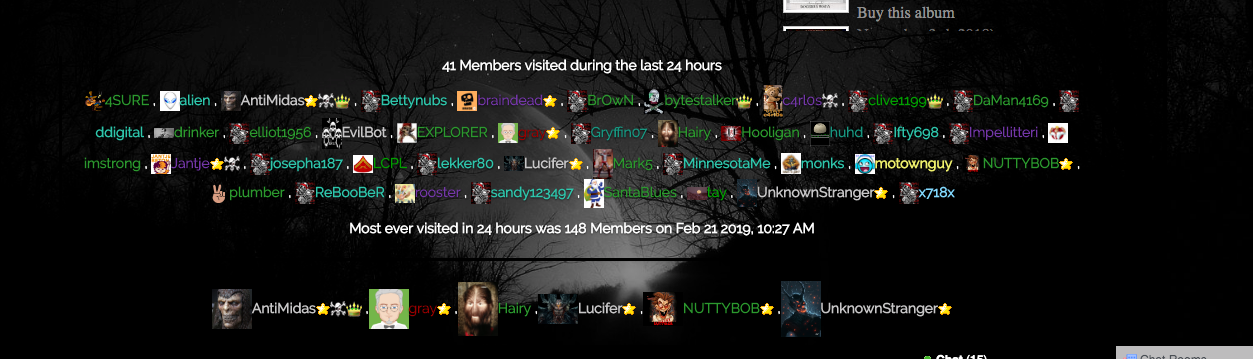 Buy this album
41 Members visited during the last 24 hours
4SURE , alien , AntiMidas , Bettynubs , braindead , BrOwN , bytestalker , c4rl0s , clive1199 , DaMan4169 ,
ddigital , drinker , elliot1956 , EvilBot , EXPLORER , gray , Gryffin07 , Hairy , Hooligan , huhd , Ifty698 , Impellitteri ,
imstrong , Jantje , josepha187 , LCPL , lekker80 , Lucifer , Mark5 , MinnesotaMe , monks , motownguy , NUTTYBOB ,
plumber , ReBooBeR , rooster , sandy123497 , SantaBlues , tay , UnknownStranger , x718x
Most ever visited in 24 hours was 148 Members on Feb 21 2019, 10:27 AM
AntiMidas , gray , Hairy , Lucifer , NUTTYBOB , UnknownStranger
Chat (15)
Chat Rooms